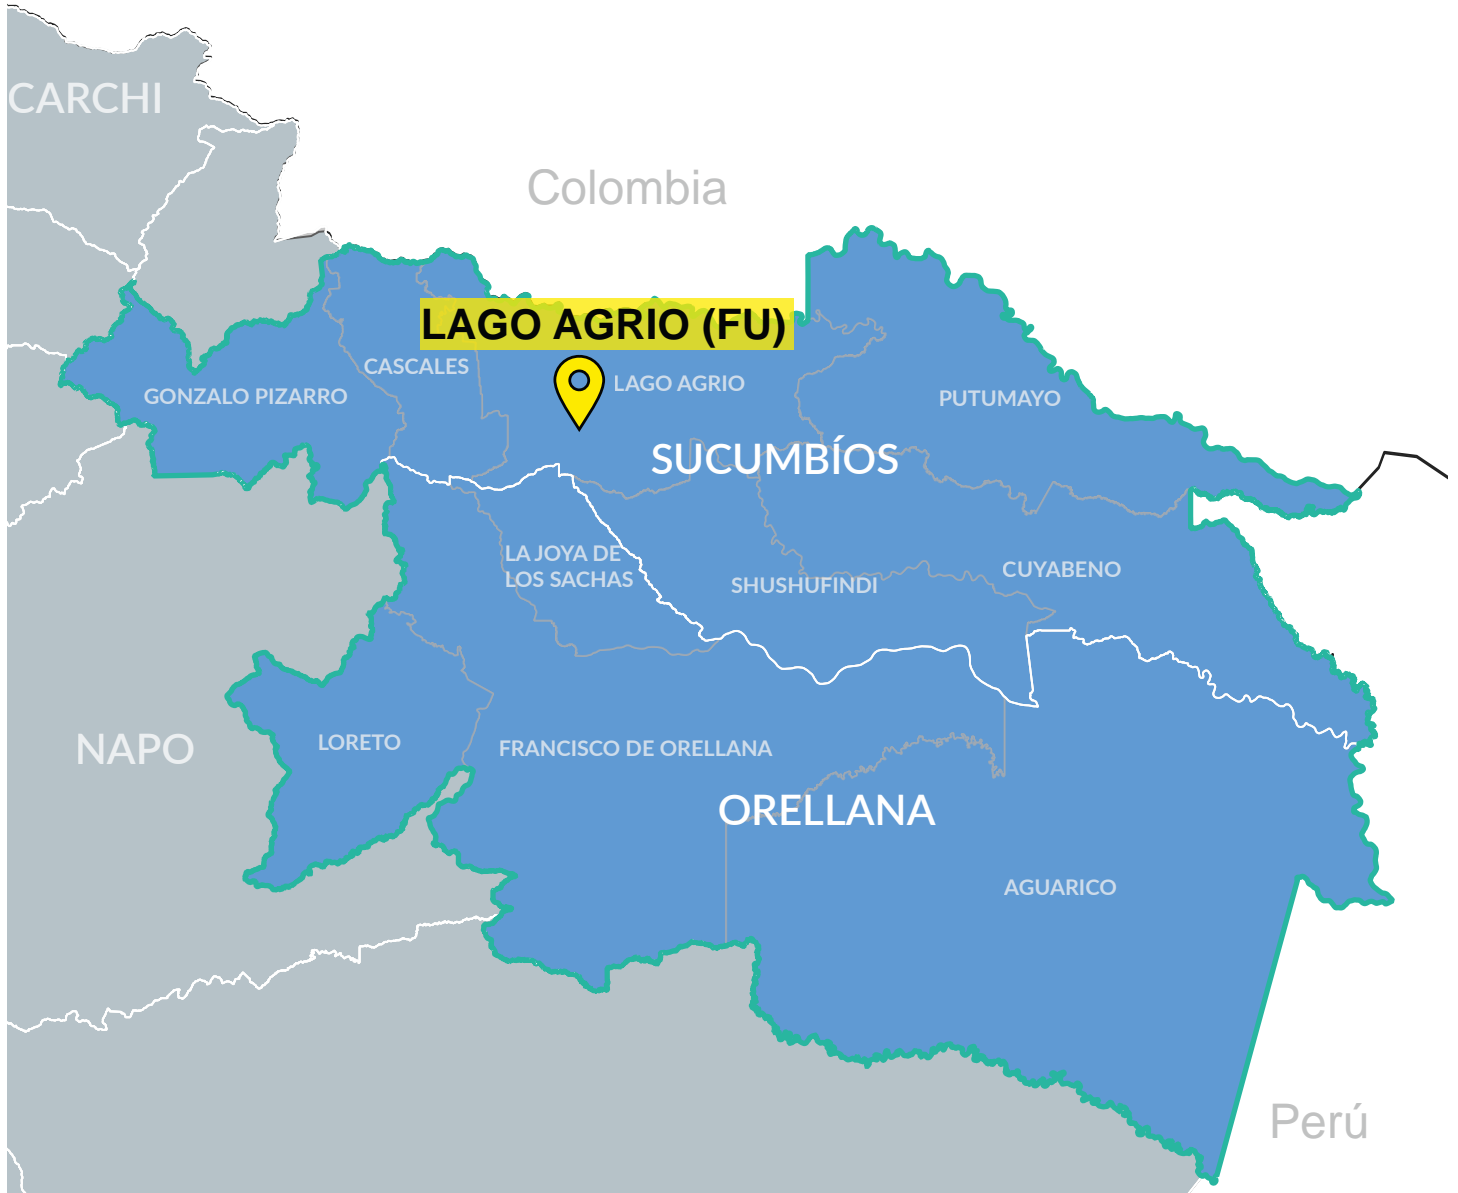 CARCHI
Colombia
LAGO AGRIO (FU)
CASCALES
LAGO AGRIO
GONZALO PIZARRO
PUTUMAYO
SUCUMBÍOS
LA JOYA DE
LOS SACHAS
SHUSHUFINDI
CUYABENO
NAPO
LORETO
FRANCISCO DE ORELLANA
ORELLANA
AGUARICO
Perú